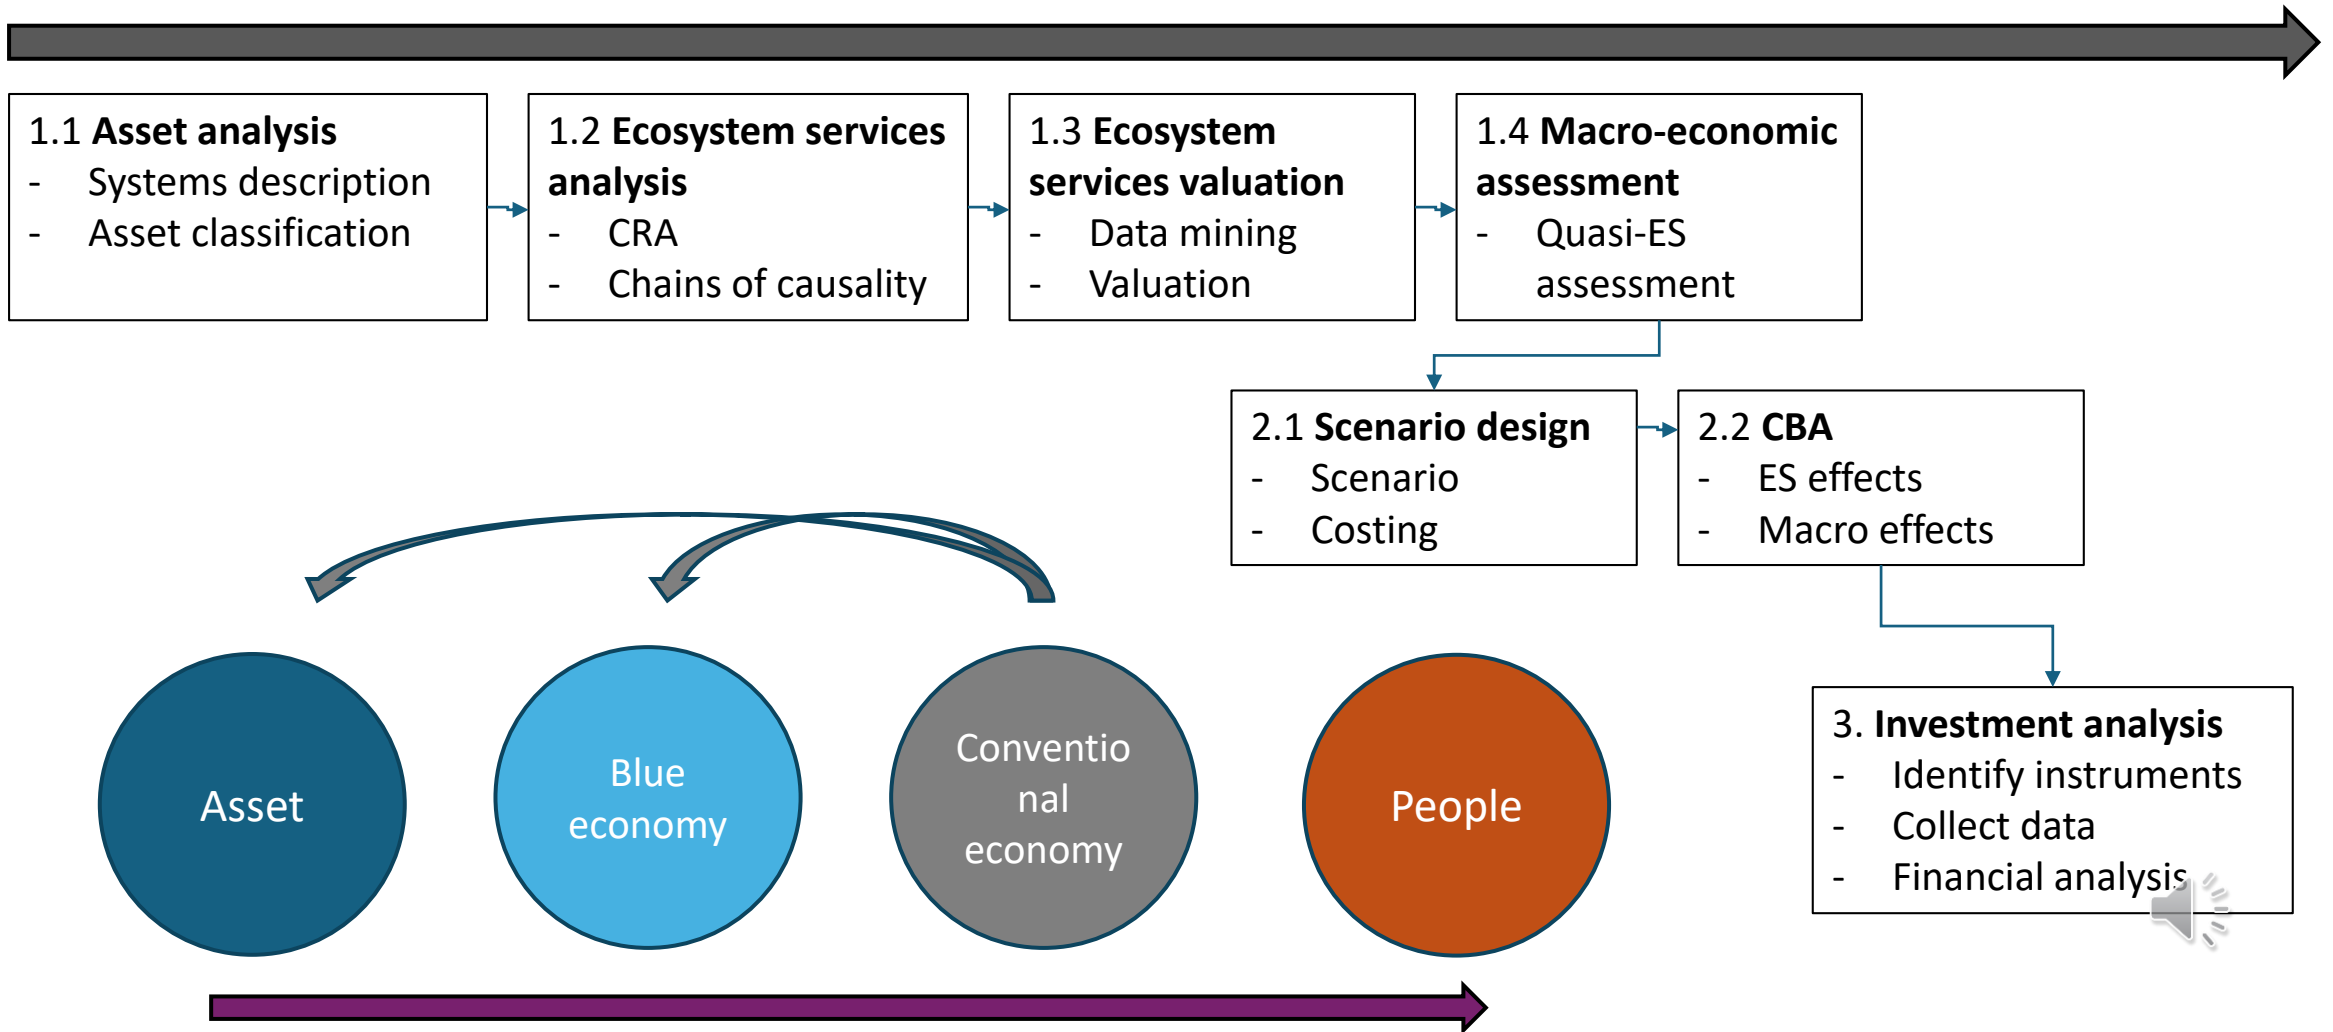 1.1 Asset analysis
- Systems description
- Asset classification
1.2 Ecosystem services
analysis
- CRA
- Chains of causality
1.3 Ecosystem
services valuation
- Data mining
- Valuation
1.4 Macro-economic
assessment
- Quasi-ES
assessment
2.1 Scenario design
- Scenario
- Costing
2.2 CBA
- ES effects
- Macro effects
3. Investment analysis
- Identify instruments
- Collect data
- Financial analysis
Asset
Blue
economy
Conventio
nal
economy
People